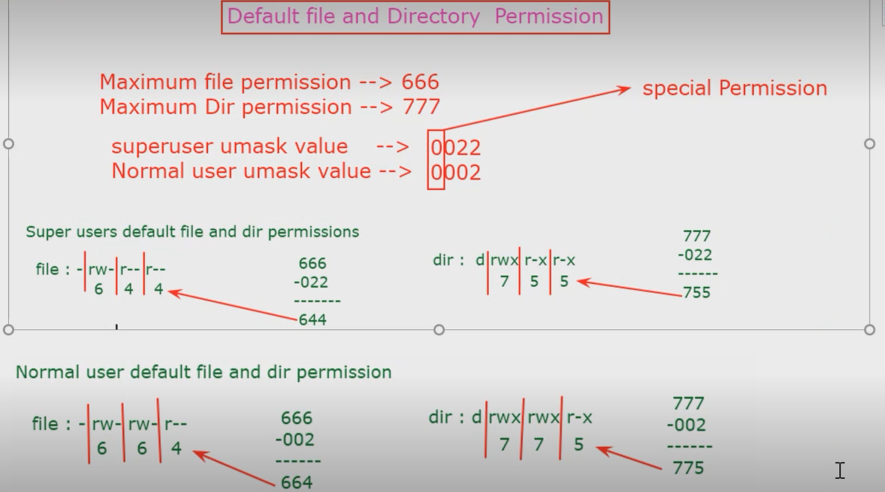 Default file and Directory Permission
Maximum file permission --> 666
Maximum Dir permission --> 777
special Permission
superuser umask value --> 0022
Normal user umask value --> 0002
Super users default file and dir permissions
file : -|rw-|r--|r--
6 4 4
666
-022
-------
644
dir : d|rwx|r-x|r-x
7 5 5
777
-022
------
755
Normal user default file and dir permission
file : -|rw-|rw-|r--
6 6 4
666
-002
------
664
dir : d|rwx|rwx|r-x
7 7 5
777
-002
------
775